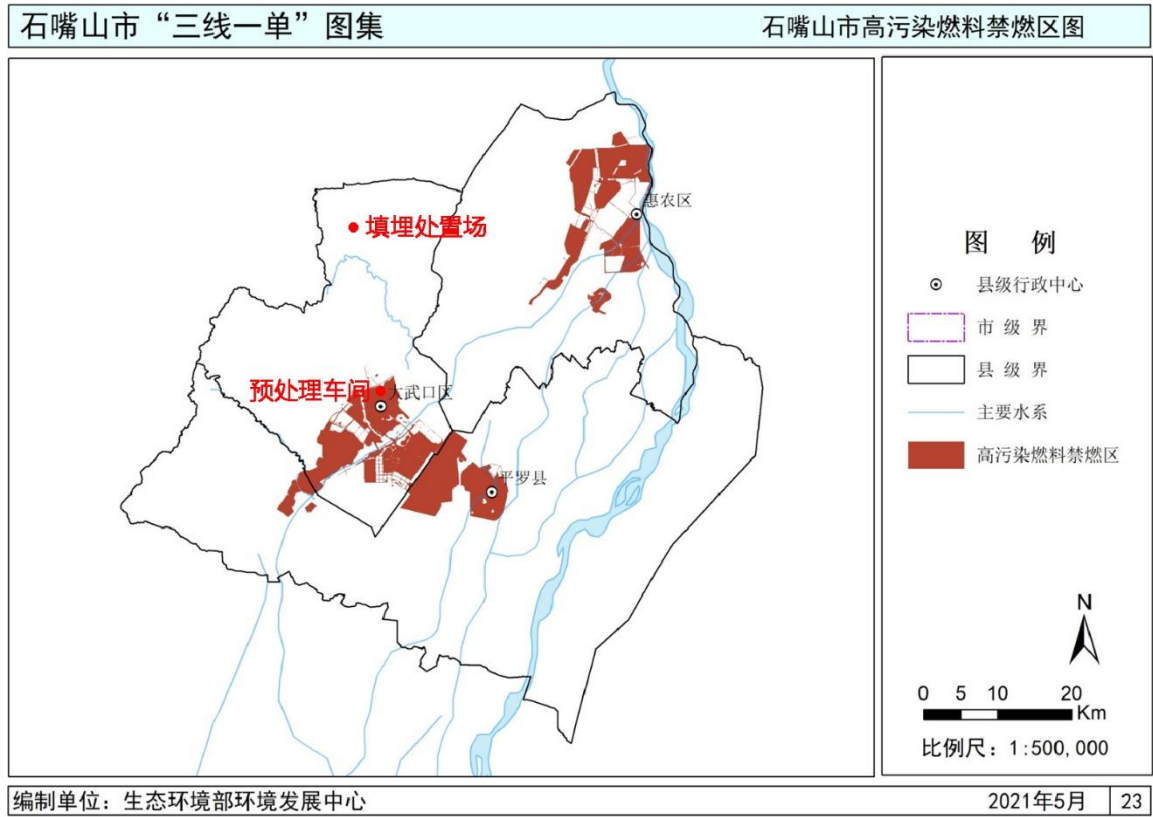 石嘴山市“三线一单”图集
石嘴山市高污染燃料禁燃区图
惠农区
填埋处置场
预处理车间
大武口区
平罗县
图 例
县级行政中心
市 级 界
县 级 界
主要水系
高污染燃料禁燃区
N
0 5 10 20
Km
比例尺：1:500,000
编制单位：生态环境部环境发展中心
2021年5月
23